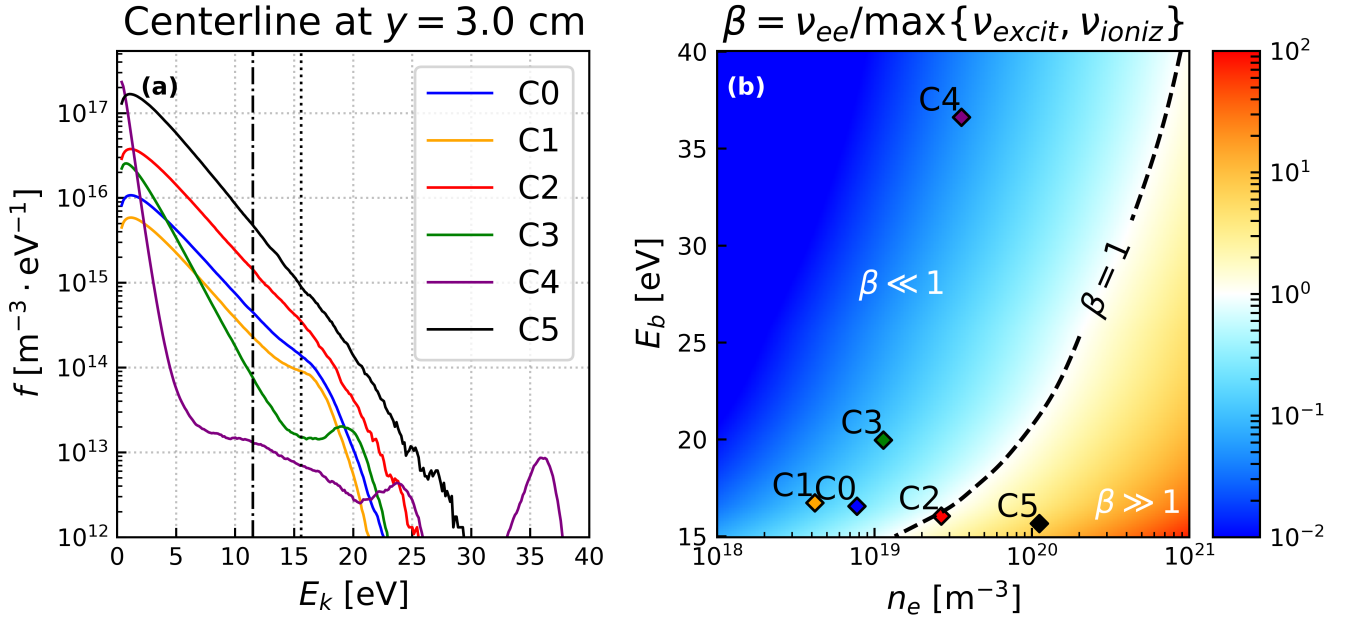 Centerline at y = 3.0 cm
(a)
C0
C1
C2
C3
C4
C5
f [m⁻³ · eV⁻¹]
10¹⁷
10¹⁶
10¹⁵
10¹⁴
10¹³
10¹²
0 5 10 15 20 25 30 35 40
E_k [eV]
β = ν_ee/max{ν_excit, ν_ioniz}
(b)
C4
β ≪ 1
β = 1
C3
C1
C0
C2
C5
β ≫ 1
E_b [eV]
40
35
30
25
20
15
10¹⁸ 10¹⁹ 10²⁰ 10²¹
n_e [m⁻³]
10²
10¹
10⁰
10⁻¹
10⁻²